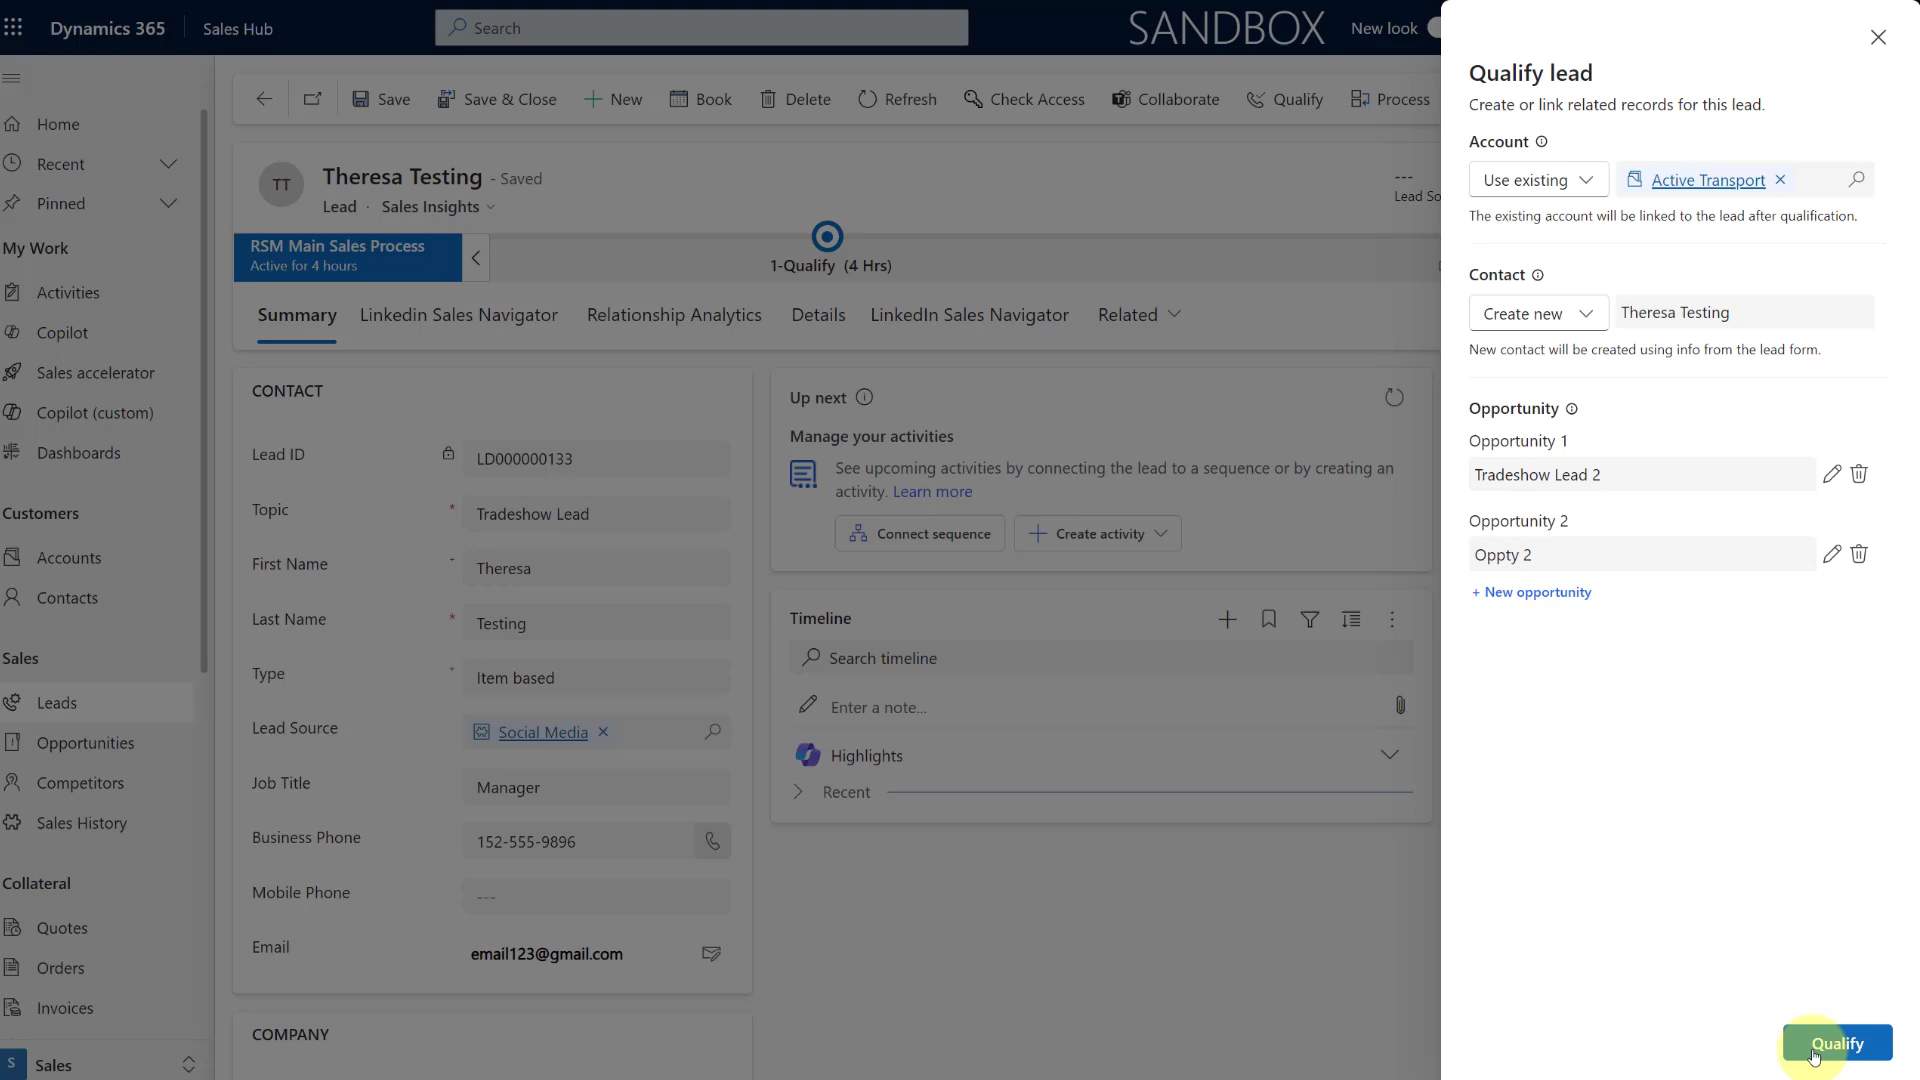 Dynamics 365
Sales Hub
Search
SANDBOX
New look
Home
Recent
Pinned
My Work
Activities
Copilot
Sales accelerator
Copilot (custom)
Dashboards
Customers
Accounts
Contacts
Sales
Leads
Opportunities
Competitors
Sales History
Collateral
Quotes
Orders
Invoices
S
Sales
Save
Save & Close
New
Book
Delete
Refresh
Check Access
Collaborate
Qualify
Process
TT
Theresa Testing - Saved
Lead · Sales Insights
---
Lead So
RSM Main Sales Process
Active for 4 hours
1-Qualify (4 Hrs)
Summary
Linkedin Sales Navigator
Relationship Analytics
Details
LinkedIn Sales Navigator
Related
CONTACT
Lead ID
LD000000133
Topic * Tradeshow Lead
First Name + Theresa
Last Name * Testing
Type + Item based
Lead Source Social Media
Job Title Manager
Business Phone 152-555-9896
Mobile Phone ---
Email email123@gmail.com
COMPANY
Up next
Manage your activities
See upcoming activities by connecting the lead to a sequence or by creating an
activity. Learn more
Connect sequence
Create activity
Timeline
Search timeline
Enter a note...
Highlights
Recent
Qualify lead
Create or link related records for this lead.
Account
Use existing
Active Transport
The existing account will be linked to the lead after qualification.
Contact
Create new
Theresa Testing
New contact will be created using info from the lead form.
Opportunity
Opportunity 1
Tradeshow Lead 2
Opportunity 2
Oppty 2
+ New opportunity
Qualify